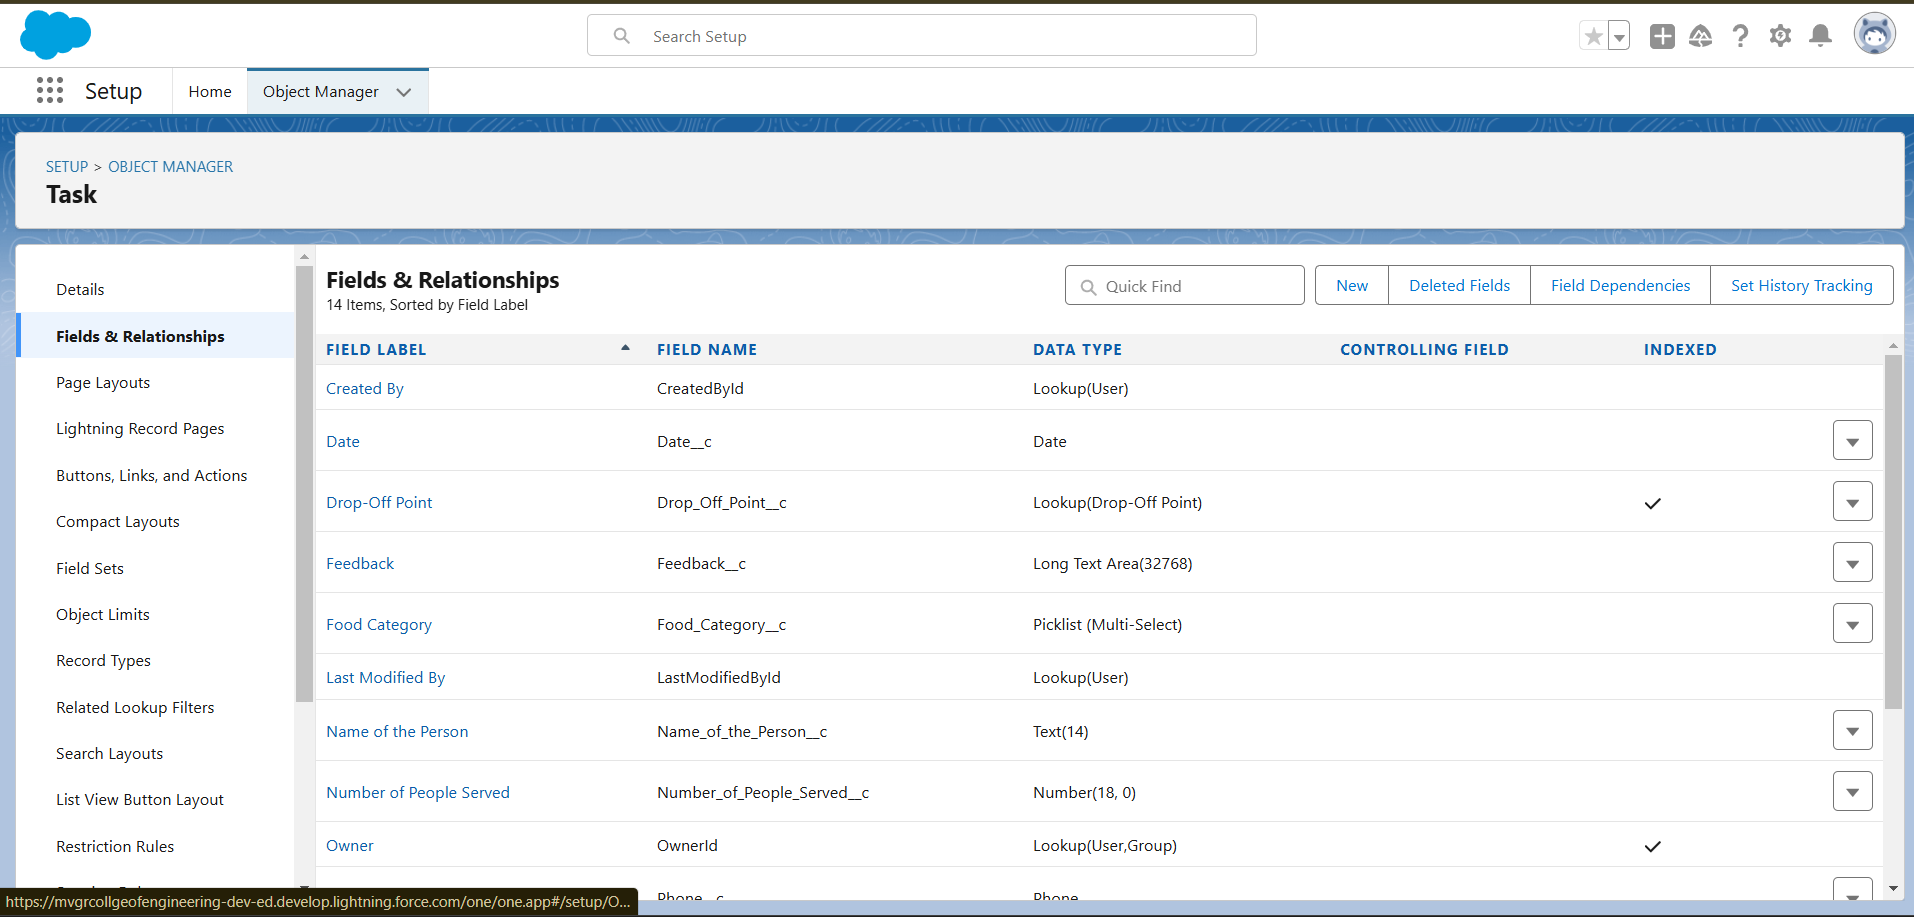 Search Setup
Setup
Home
Object Manager
SETUP > OBJECT MANAGER
Task
Details
Fields & Relationships
Page Layouts
Lightning Record Pages
Buttons, Links, and Actions
Compact Layouts
Field Sets
Object Limits
Record Types
Related Lookup Filters
Search Layouts
List View Button Layout
Restriction Rules
Fields & Relationships
14 Items, Sorted by Field Label
Quick Find
New
Deleted Fields
Field Dependencies
Set History Tracking
FIELD LABEL FIELD NAME DATA TYPE CONTROLLING FIELD INDEXED
Created By CreatedById Lookup(User)
Date Date__c Date
Drop-Off Point Drop_Off_Point__c Lookup(Drop-Off Point)
Feedback Feedback__c Long Text Area(32768)
Food Category Food_Category__c Picklist (Multi-Select)
Last Modified By LastModifiedById Lookup(User)
Name of the Person Name_of_the_Person__c Text(14)
Number of People Served Number_of_People_Served__c Number(18, 0)
Owner OwnerId Lookup(User,Group)
Phone__c Phone
https://mvgrcollgeofengineering-dev-ed.develop.lightning.force.com/one/one.app#/setup/O...